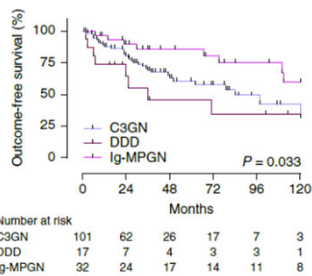 Outcome-free survival (%)
100
75
50
25
0
C3GN
DDD
Ig-MPGN
P = 0.033
0 24 48 72 96 120
Months
Number at risk
C3GN 101 62 26 17 7 3
DDD 17 7 4 3 3 1
Ig-MPGN 32 24 17 14 11 8